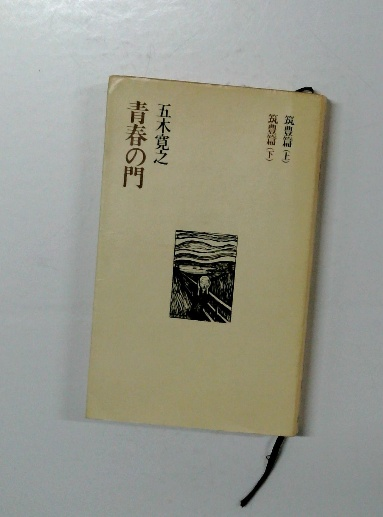 筑豊篇（上）
筑豊篇（下）
五木寛之
青春の門